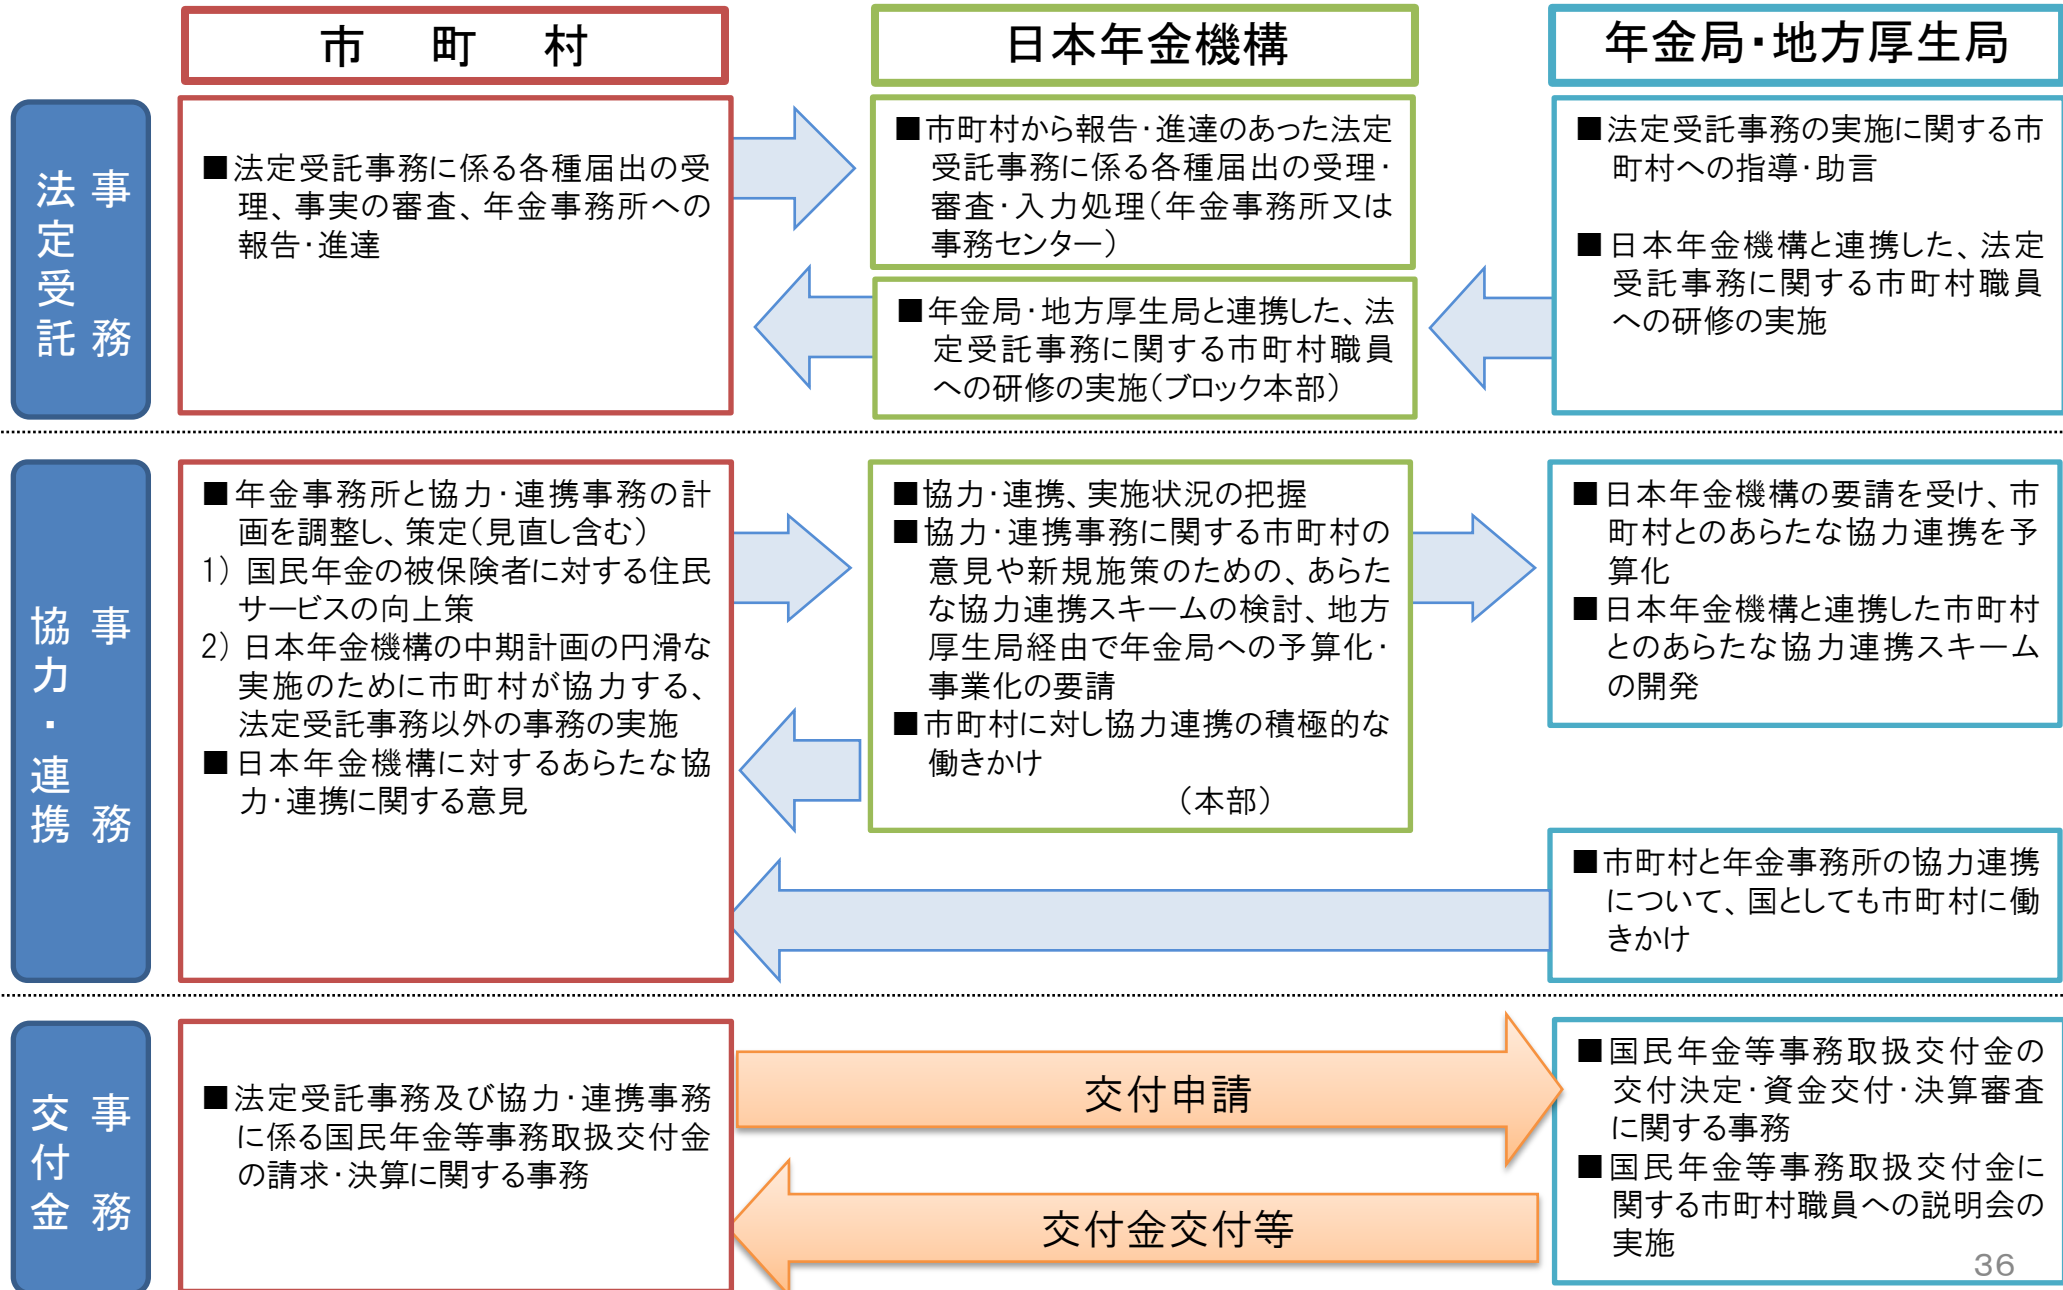 市 町 村
日本年金機構
年金局・地方厚生局
法定受託
事務
■法定受託事務に係る各種届出の受
理、事実の審査、年金事務所への
報告・進達
■市町村から報告・進達のあった法定
受託事務に係る各種届出の受理・
審査・入力処理（年金事務所又は
事務センター）
■年金局・地方厚生局と連携した、法
定受託事務に関する市町村職員
への研修の実施（ブロック本部）
■法定受託事務の実施に関する市
町村への指導・助言
■日本年金機構と連携した、法定
受託事務に関する市町村職員
への研修の実施
協力・連携
事務
■年金事務所と協力・連携事務の計
画を調整し、策定（見直し含む）
1）国民年金の被保険者に対する住民
サービスの向上策
2）日本年金機構の中期計画の円滑な
実施のために市町村が協力する、
法定受託事務以外の事務の実施
■日本年金機構に対するあらたな協
力・連携に関する意見
■協力・連携、実施状況の把握
■協力・連携事務に関する市町村の
意見や新規施策のための、あらた
な協力連携スキームの検討、地方
厚生局経由で年金局への予算化・
事業化の要請
■市町村に対し協力連携の積極的な
働きかけ
（本部）
■日本年金機構の要請を受け、市
町村とのあらたな協力連携を予
算化
■日本年金機構と連携した市町村
とのあらたな協力連携スキーム
の開発
■市町村と年金事務所の協力連携
について、国としても市町村に働
きかけ
交付金
事務
■法定受託事務及び協力・連携事務
に係る国民年金等事務取扱交付金
の請求・決算に関する事務
交付申請
交付金交付等
■国民年金等事務取扱交付金の
交付決定・資金交付・決算審査
に関する事務
■国民年金等事務取扱交付金に
関する市町村職員への説明会の
実施
36